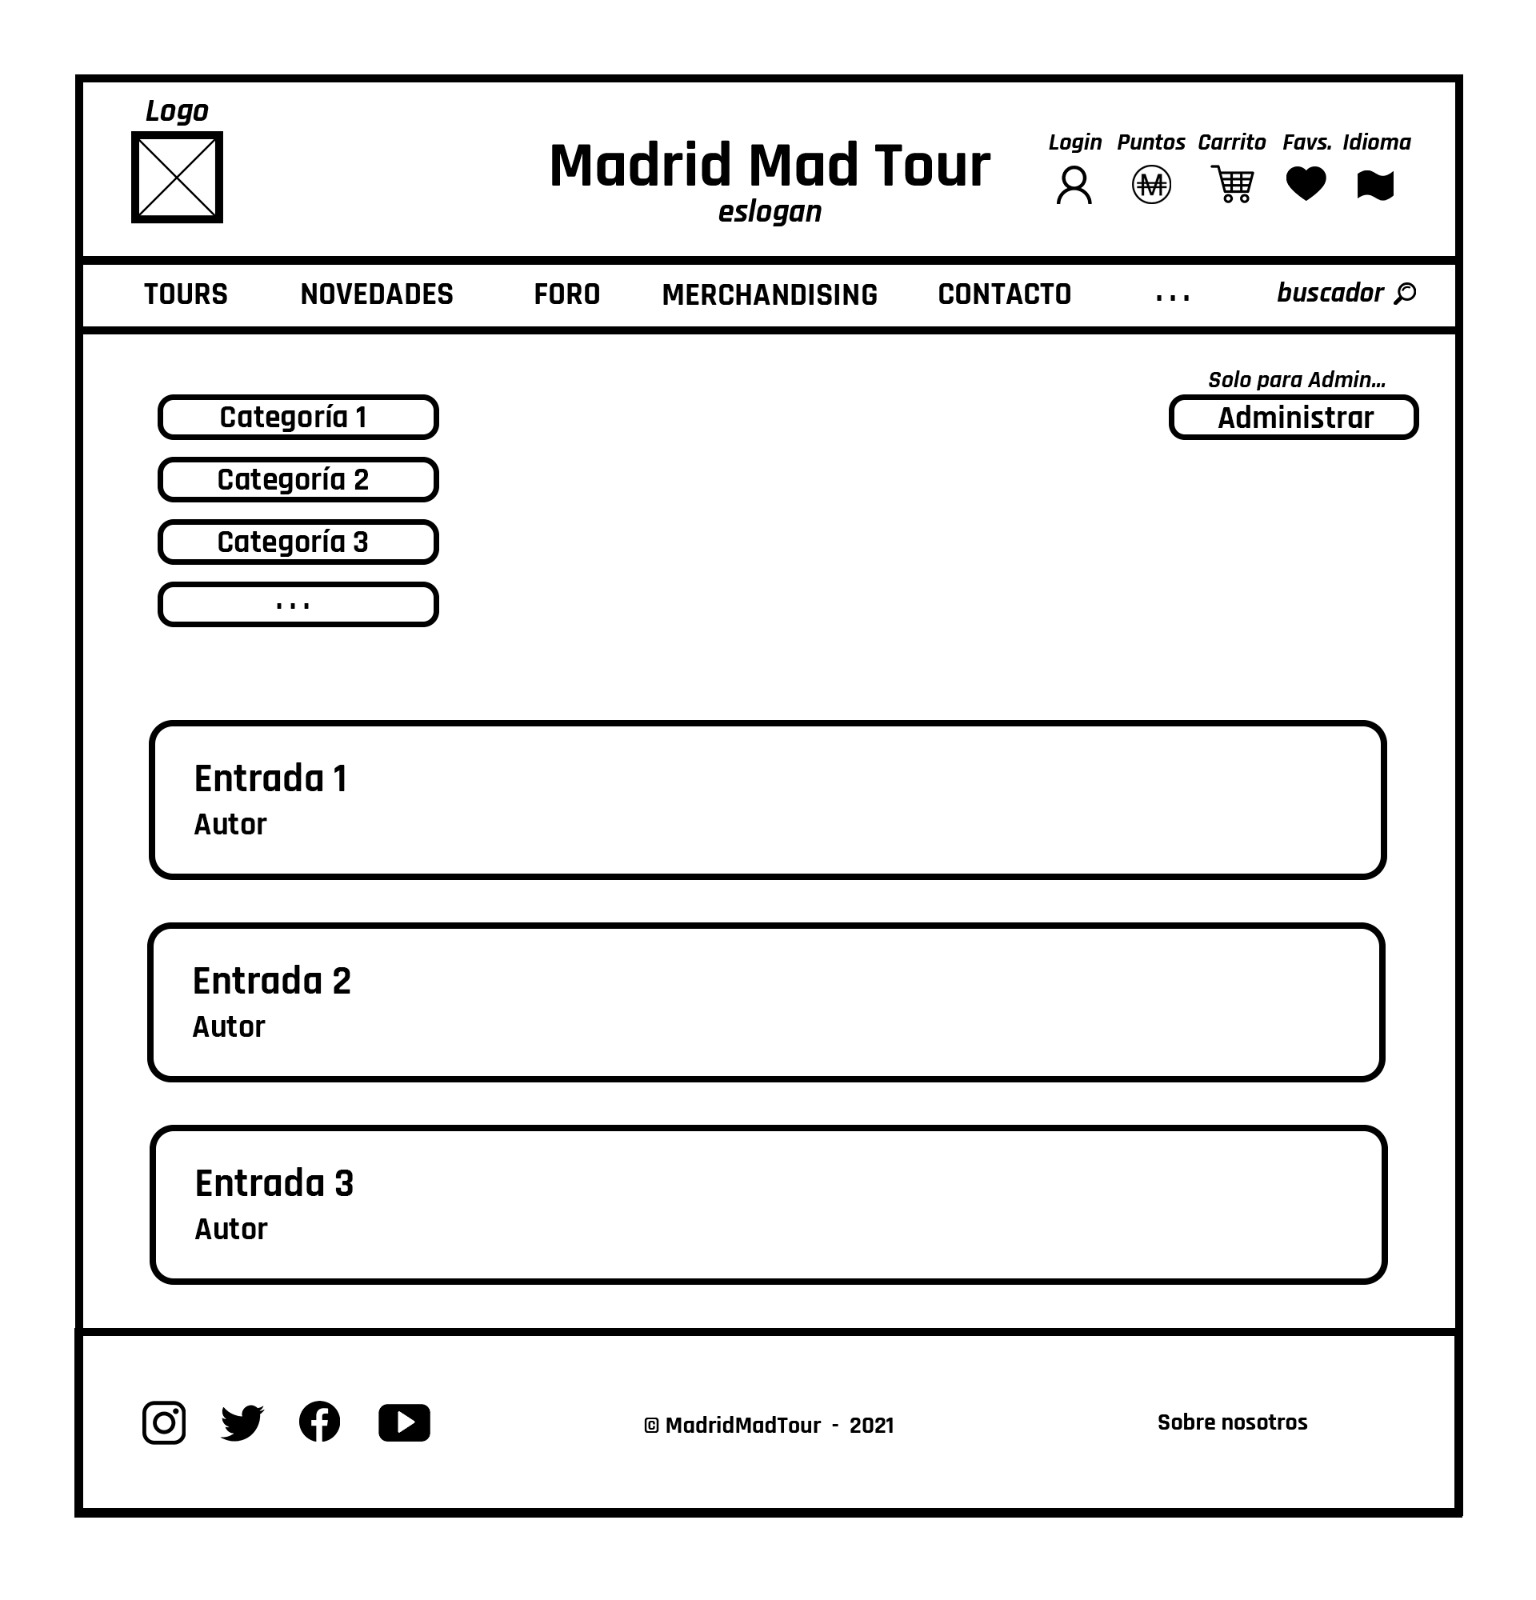 Logo
Madrid Mad Tour
eslogan
Login Puntos Carrito Favs. Idioma
TOURS NOVEDADES FORO MERCHANDISING CONTACTO ... buscador
Solo para Admin...
Administrar
Categoría 1
Categoría 2
Categoría 3
...
Entrada 1
Autor
Entrada 2
Autor
Entrada 3
Autor
© MadridMadTour - 2021
Sobre nosotros